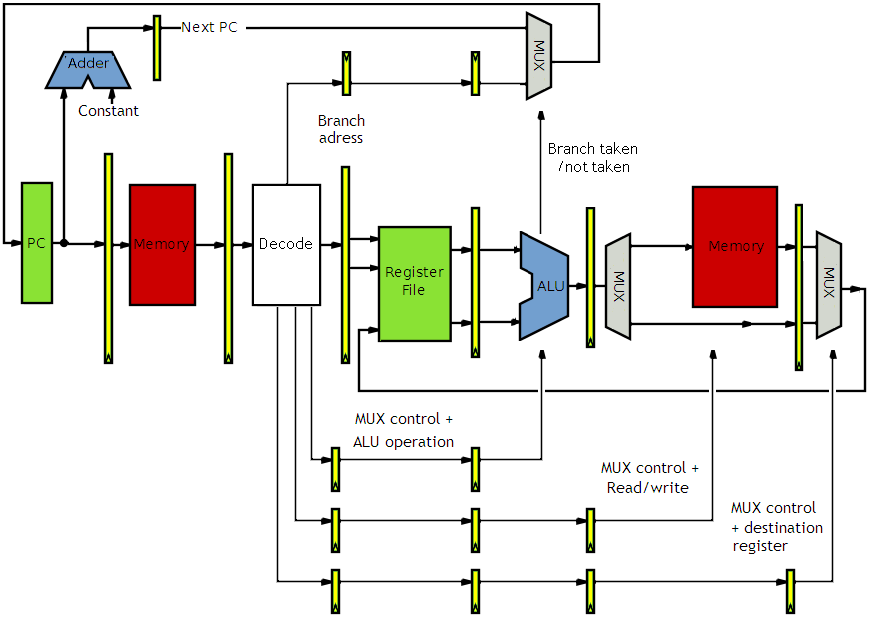 Next PC
MUX
Adder
Constant
Branch
adress
Branch taken
/not taken
PC
Memory
Decode
Register
File
ALU
MUX
Memory
MUX
MUX control +
ALU operation
MUX control +
Read/write
MUX control
+ destination
register